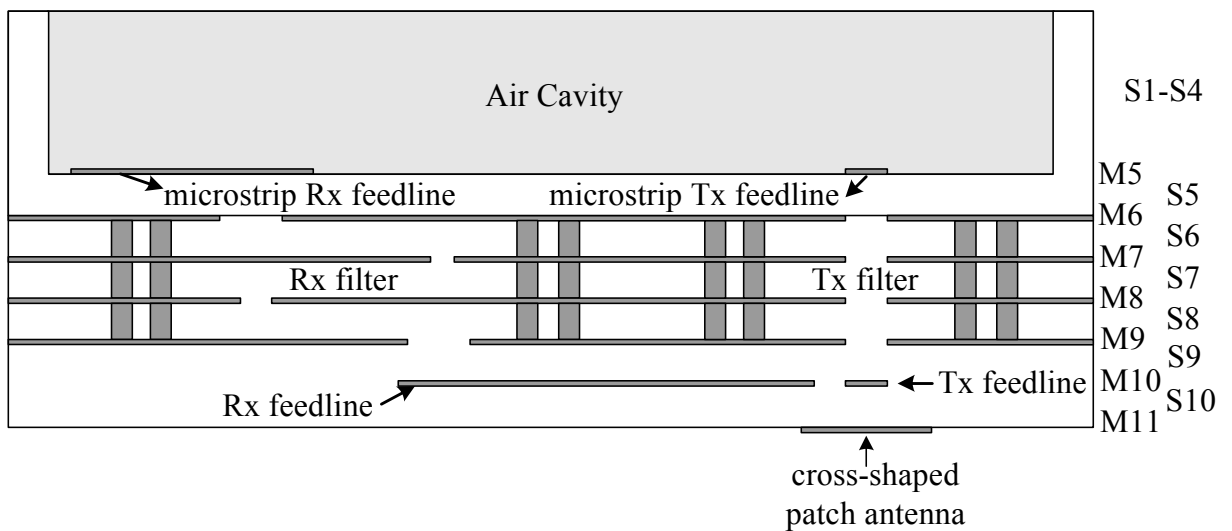 Air Cavity
S1-S4
M5
microstrip Rx feedline
microstrip Tx feedline
S5
M6
S6
M7
Rx filter
Tx filter
S7
M8
S8
M9
S9
M10
Tx feedline
Rx feedline
S10
M11
cross-shaped
patch antenna